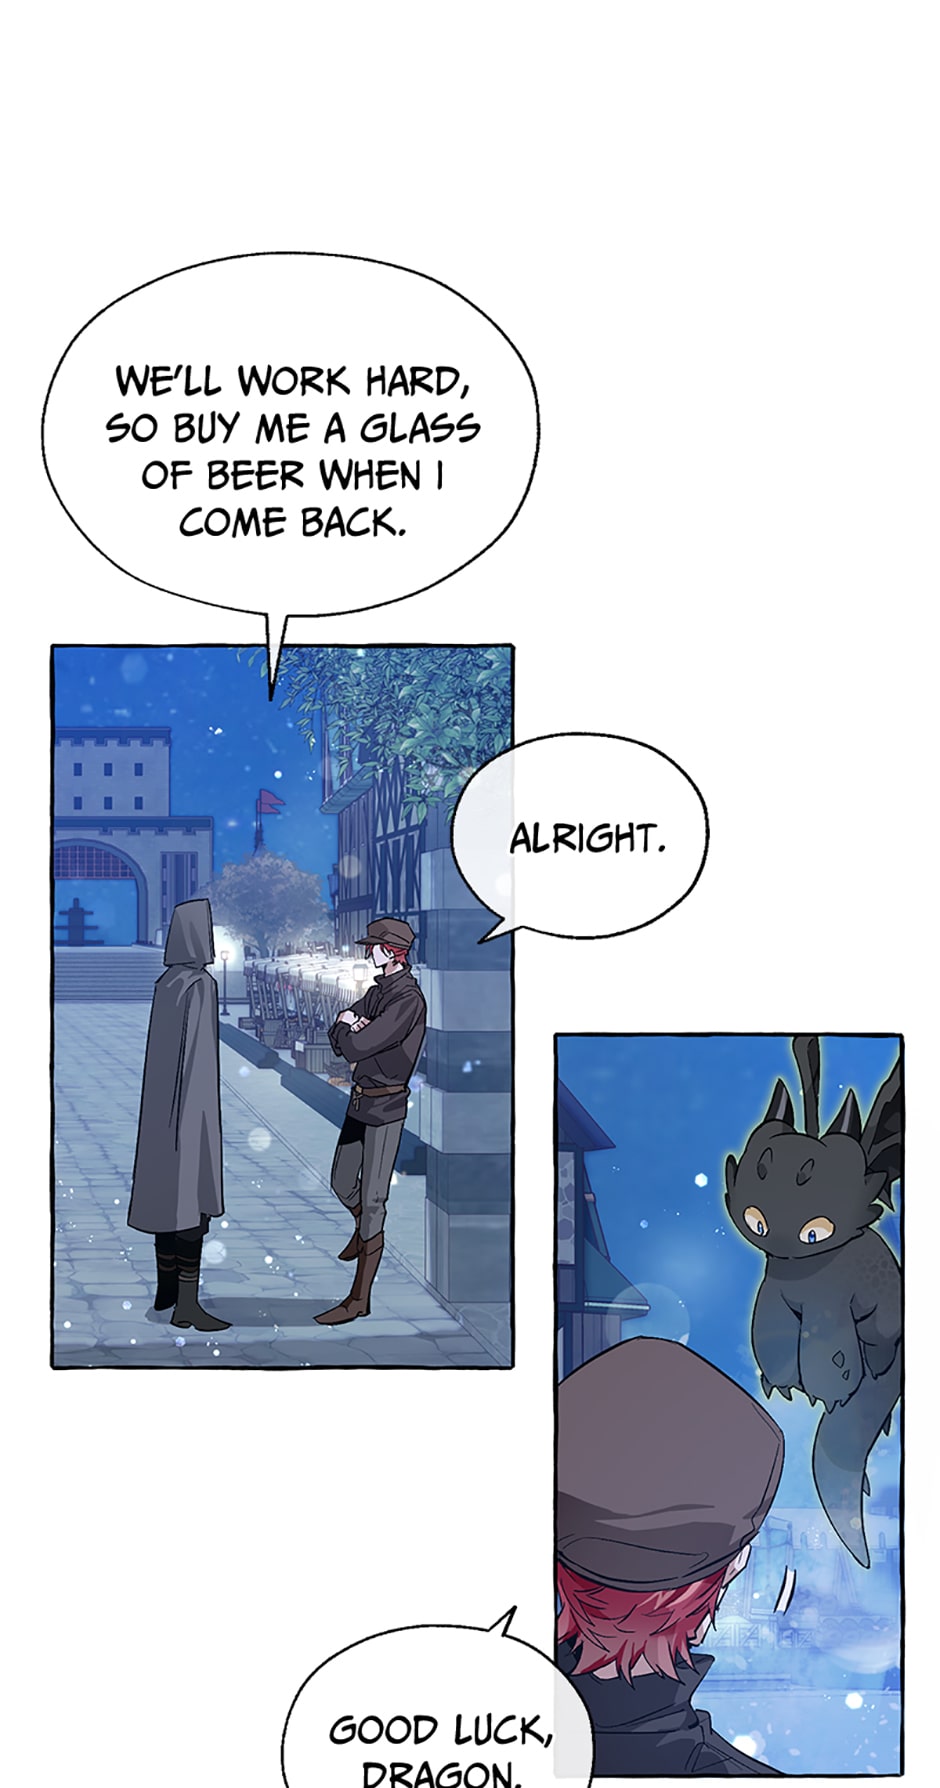 WE'LL WORK HARD,
SO BUY ME A GLASS
OF BEER WHEN I
COME BACK.
ALRIGHT.
GOOD LUCK,
DRAGON.